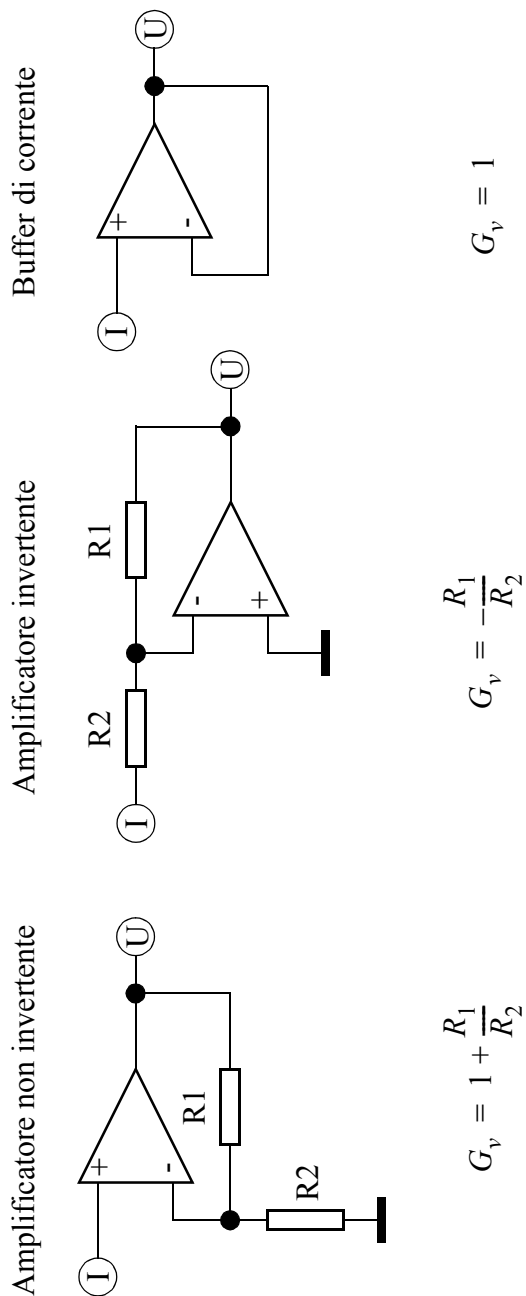 Amplificatore non invertente
I
+
-
U
R1
R2
G_v = 1 + R_1/R_2
Amplificatore invertente
I
R2
R1
-
+
U
G_v = -R_1/R_2
Buffer di corrente
I
+
-
U
G_v = 1